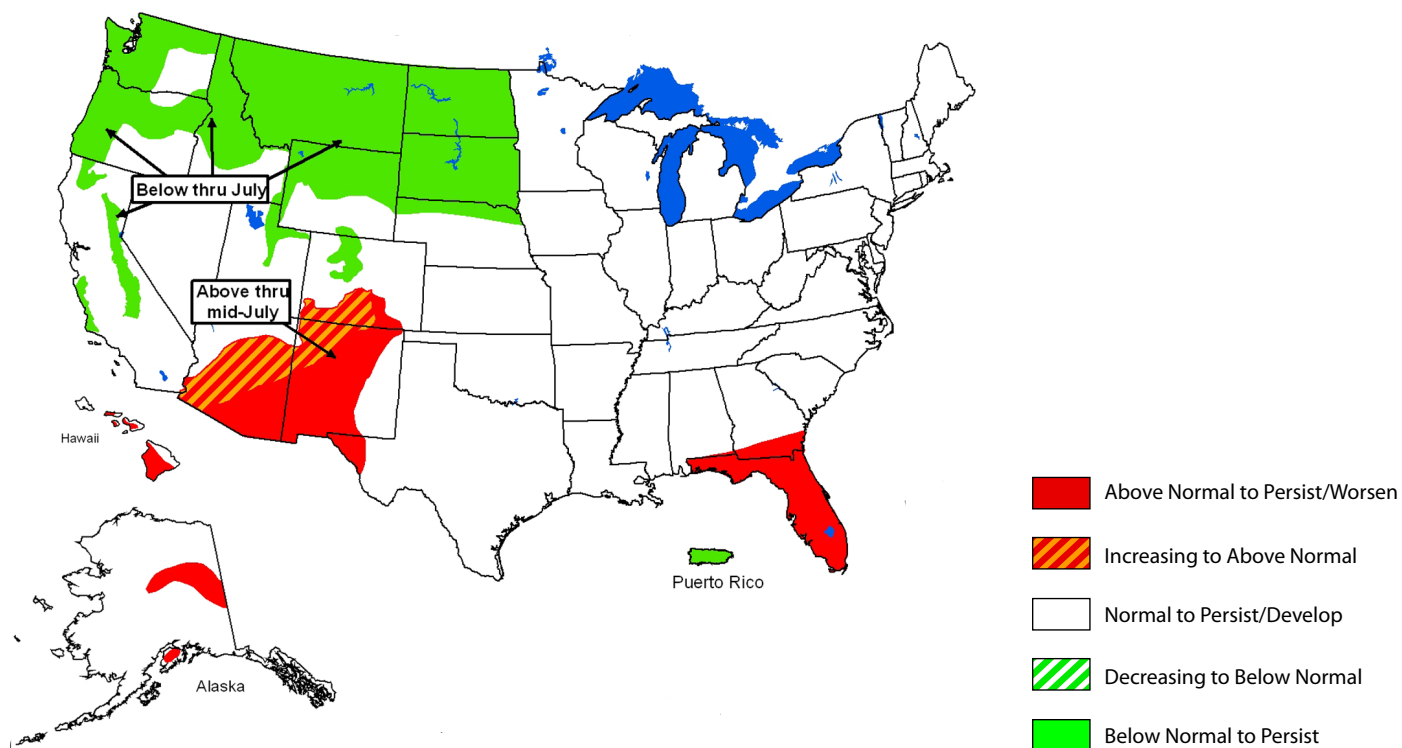 Below thru July
Above thru
mid-July
Hawaii
Alaska
Puerto Rico
Above Normal to Persist/Worsen
Increasing to Above Normal
Normal to Persist/Develop
Decreasing to Below Normal
Below Normal to Persist